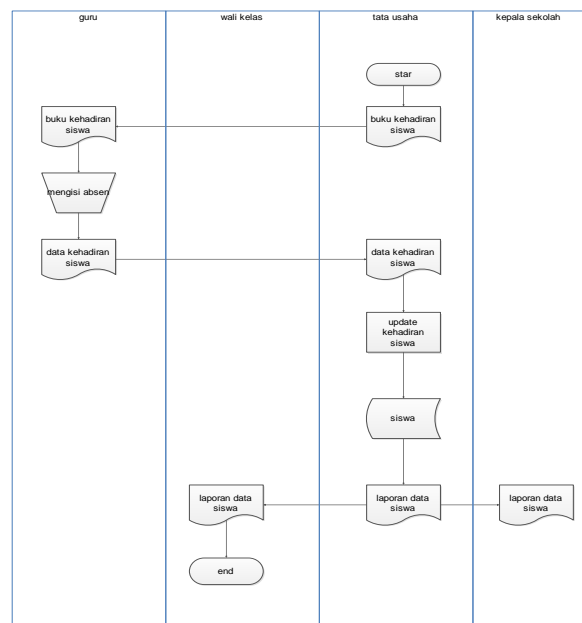 guru
wali kelas
tata usaha
kepala sekolah
star
buku kehadiran
siswa
buku kehadiran
siswa
mengisi absen
data kehadiran
siswa
data kehadiran
siswa
update
kehadiran
siswa
siswa
laporan data
siswa
laporan data
siswa
laporan data
siswa
end